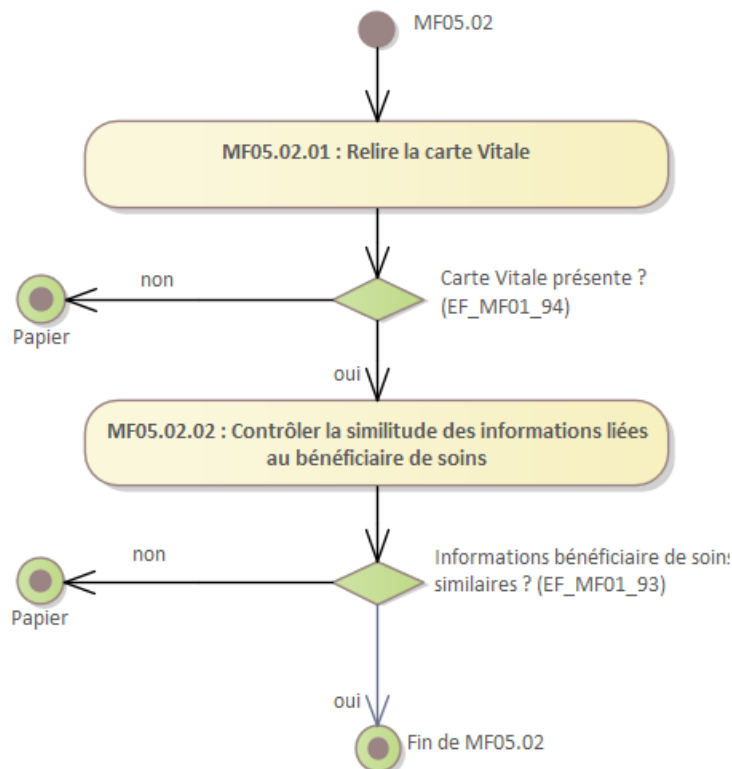 MF05.02
MF05.02.01 : Relire la carte Vitale
Carte Vitale présente ?
(EF_MF01_94)
non
Papier
oui
MF05.02.02 : Contrôler la similitude des informations liées
au bénéficiaire de soins
Informations bénéficiaire de soins
similaires ? (EF_MF01_93)
non
Papier
oui
Fin de MF05.02